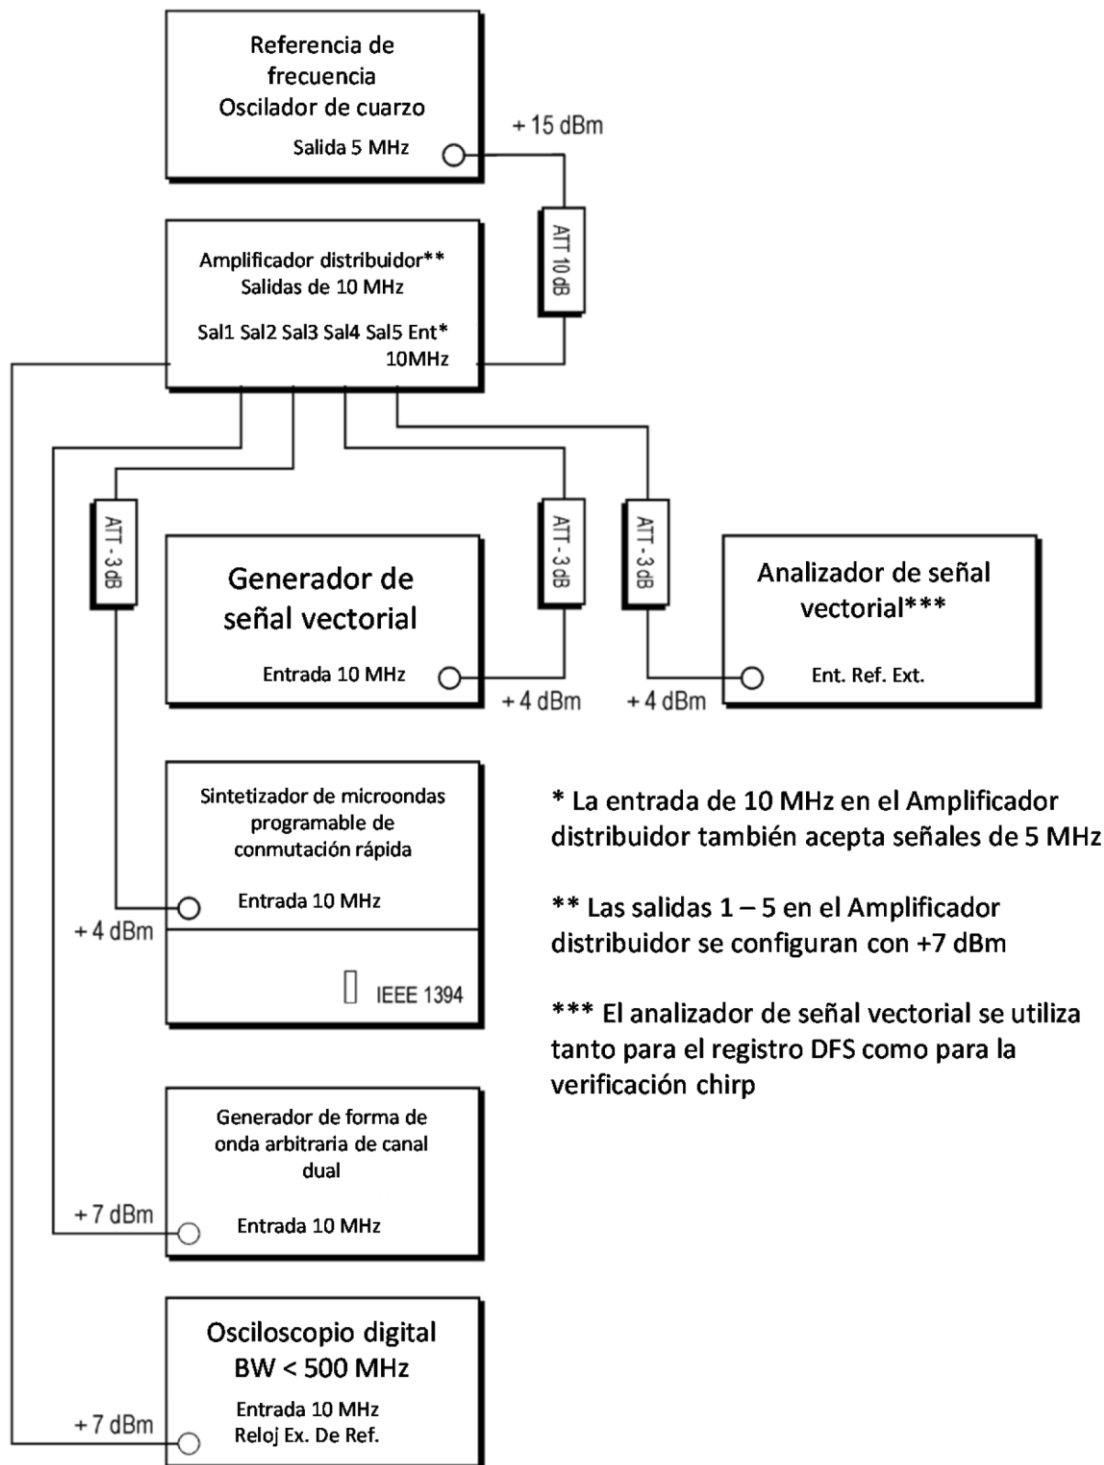 Referencia de
frecuencia
Oscilador de cuarzo
Salida 5 MHz
+ 15 dBm
ATT 10 dB
Amplificador distribuidor**
Salidas de 10 MHz
Sal1 Sal2 Sal3 Sal4 Sal5 Ent*
10MHz
ATT - 3 dB
ATT - 3 dB
ATT - 3 dB
Generador de
señal vectorial
Entrada 10 MHz
+ 4 dBm
+ 4 dBm
Analizador de señal
vectorial***
Ent. Ref. Ext.
Sintetizador de microondas
programable de
conmutación rápida
Entrada 10 MHz
+ 4 dBm
IEEE 1394
* La entrada de 10 MHz en el Amplificador
distribuidor también acepta señales de 5 MHz
** Las salidas 1 – 5 en el Amplificador
distribuidor se configuran con +7 dBm
*** El analizador de señal vectorial se utiliza
tanto para el registro DFS como para la
verificación chirp
Generador de forma de
onda arbitraria de canal
dual
+ 7 dBm
Entrada 10 MHz
Osciloscopio digital
BW < 500 MHz
Entrada 10 MHz
Reloj Ex. De Ref.
+ 7 dBm